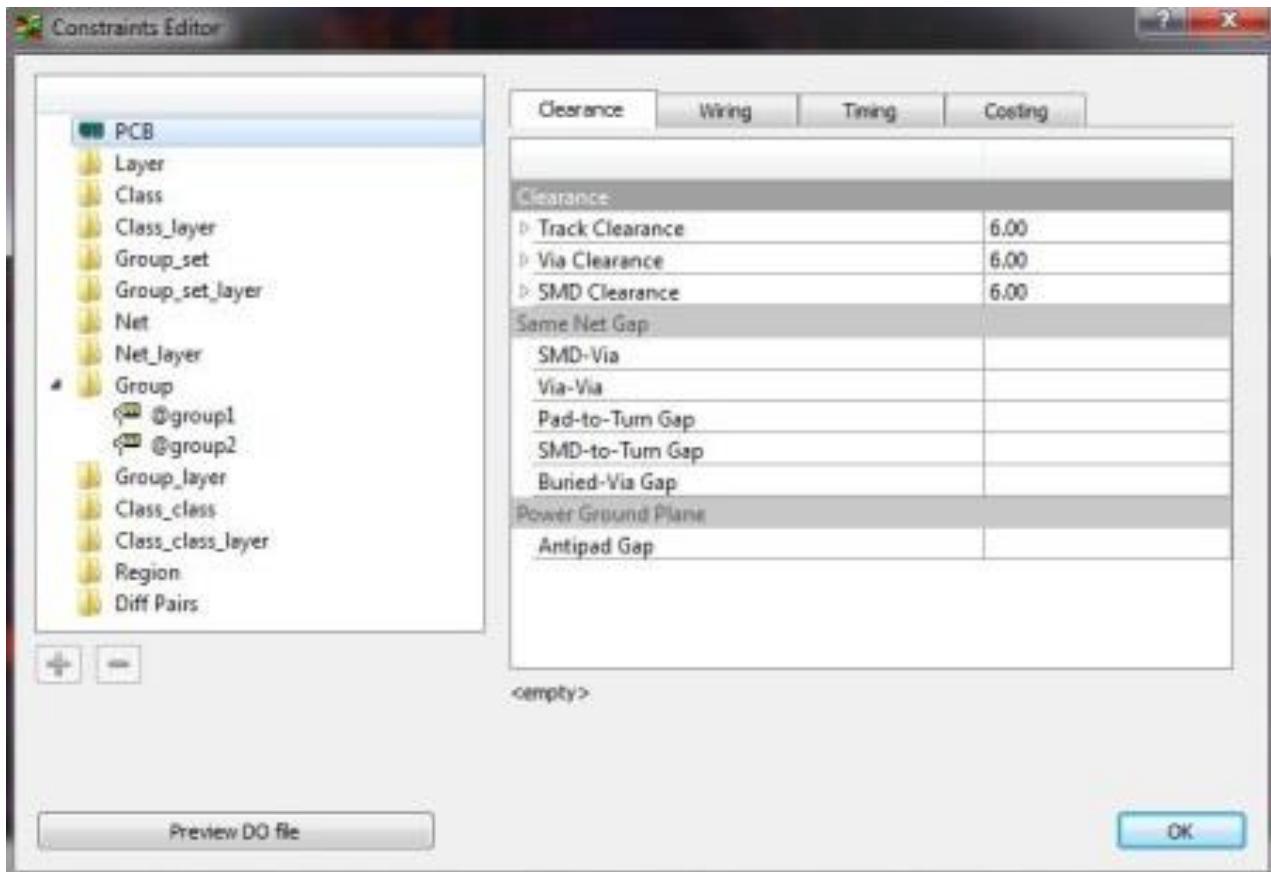 Constraints Editor
?
X
PCB
Layer
Class
Class_layer
Group_set
Group_set_layer
Net
Net_layer
Group
@group1
@group2
Group_layer
Class_class
Class_class_layer
Region
Diff Pairs
Clearance Wiring Timing Costing
Clearance
Track Clearance 6.00
Via Clearance 6.00
SMD Clearance 6.00
Same Net Gap
SMD-Via
Via-Via
Pad-to-Turn Gap
SMD-to-Turn Gap
Buried-Via Gap
Power Ground Plane
Antipad Gap
<empty>
Preview DO file
OK